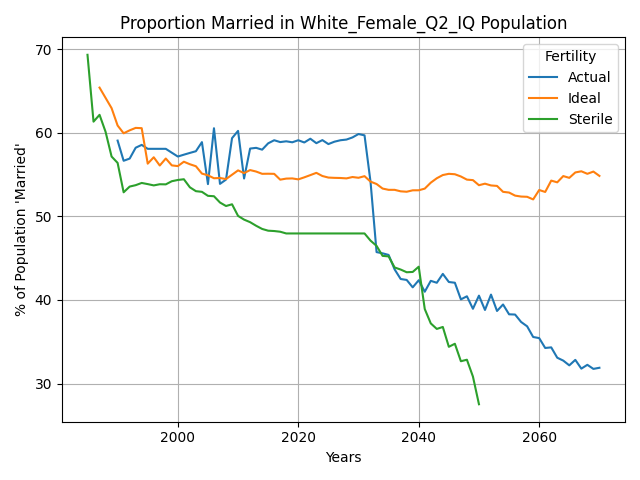 Proportion Married in White_Female_Q2_IQ Population
% of Population 'Married'
70
60
50
40
30
Fertility
Actual
Ideal
Sterile
2000
2020
2040
2060
Years